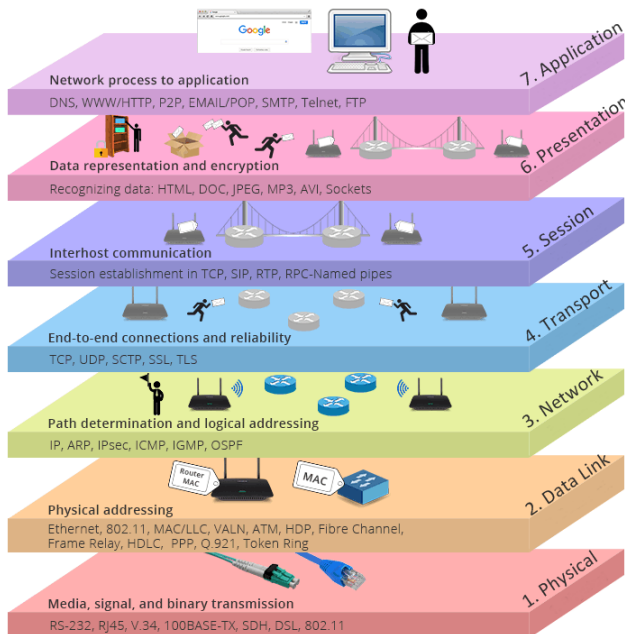 Google
7. Application
Network process to application
DNS, WWW/HTTP, P2P, EMAIL/POP, SMTP, Telnet, FTP
6. Presentation
Data representation and encryption
Recognizing data: HTML, DOC, JPEG, MP3, AVI, Sockets
5. Session
Interhost communication
Session establishment in TCP, SIP, RTP, RPC-Named pipes
4. Transport
End-to-end connections and reliability
TCP, UDP, SCTP, SSL, TLS
3. Network
Path determination and logical addressing
IP, ARP, IPsec, ICMP, IGMP, OSPF
Router
MAC
MAC
2. Data Link
Physical addressing
Ethernet, 802.11, MAC/LLC, VALN, ATM, HDP, Fibre Channel,
Frame Relay, HDLC, PPP, Q.921, Token Ring
1. Physical
Media, signal, and binary transmission
RS-232, RJ45, V.34, 100BASE-TX, SDH, DSL, 802.11